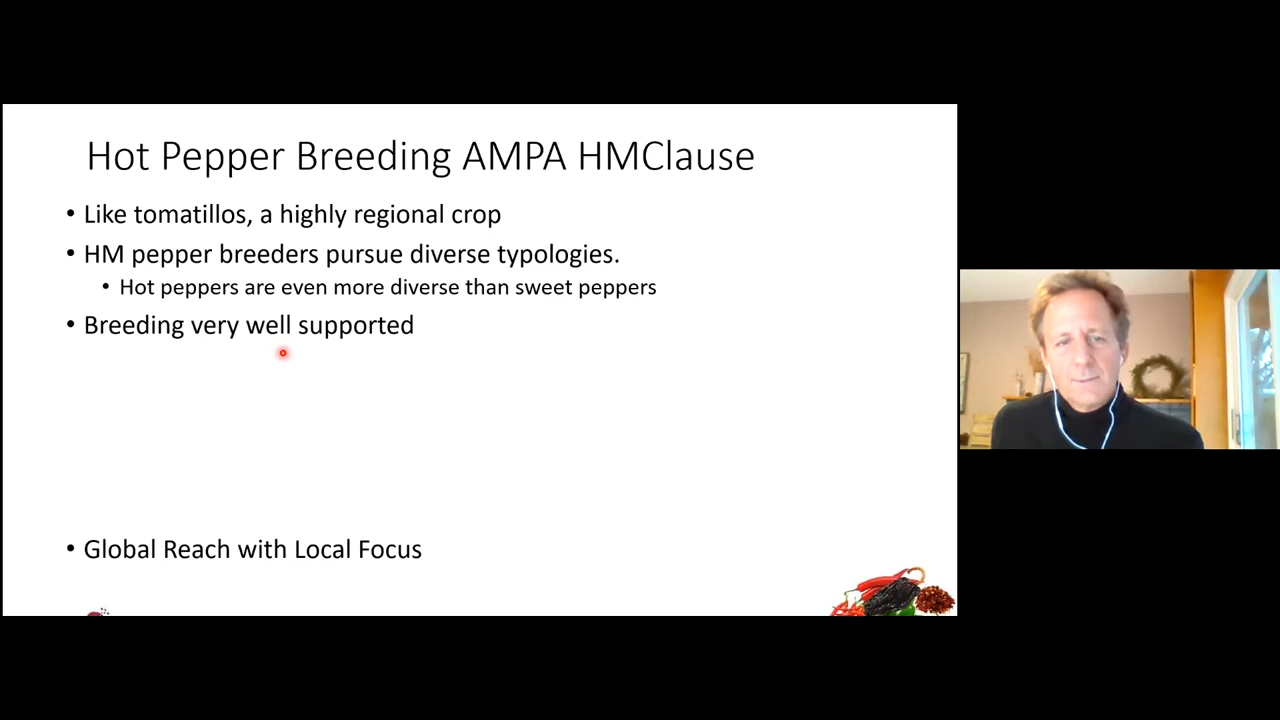 Hot Pepper Breeding AMPA HMClause
• Like tomatillos, a highly regional crop
• HM pepper breeders pursue diverse typologies.
• Hot peppers are even more diverse than sweet peppers
• Breeding very well supported
• Global Reach with Local Focus